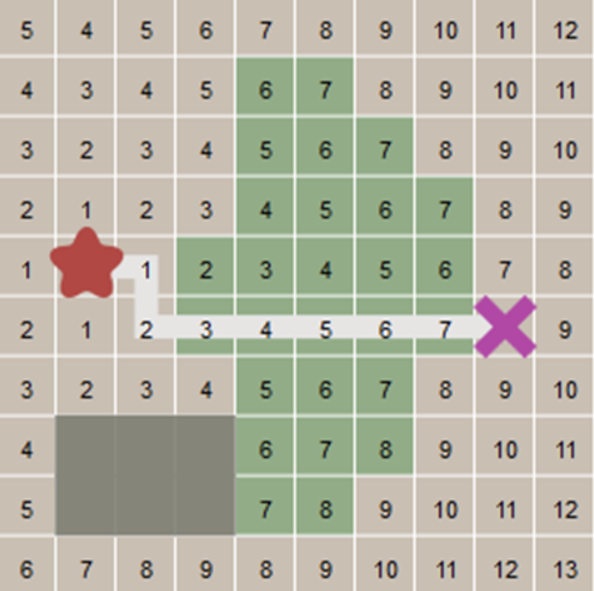 5 4 5 6 7 8 9 10 11 12
4 3 4 5 6 7 8 9 10 11
3 2 3 4 5 6 7 8 9 10
2 1 2 3 4 5 6 7 8 9
1 1 2 3 4 5 6 7 8
2 1 2 3 4 5 6 7 9
3 2 3 4 5 6 7 8 9 10
4 6 7 8 9 10 11
5 7 8 9 10 11 12
6 7 8 9 8 9 10 11 12 13